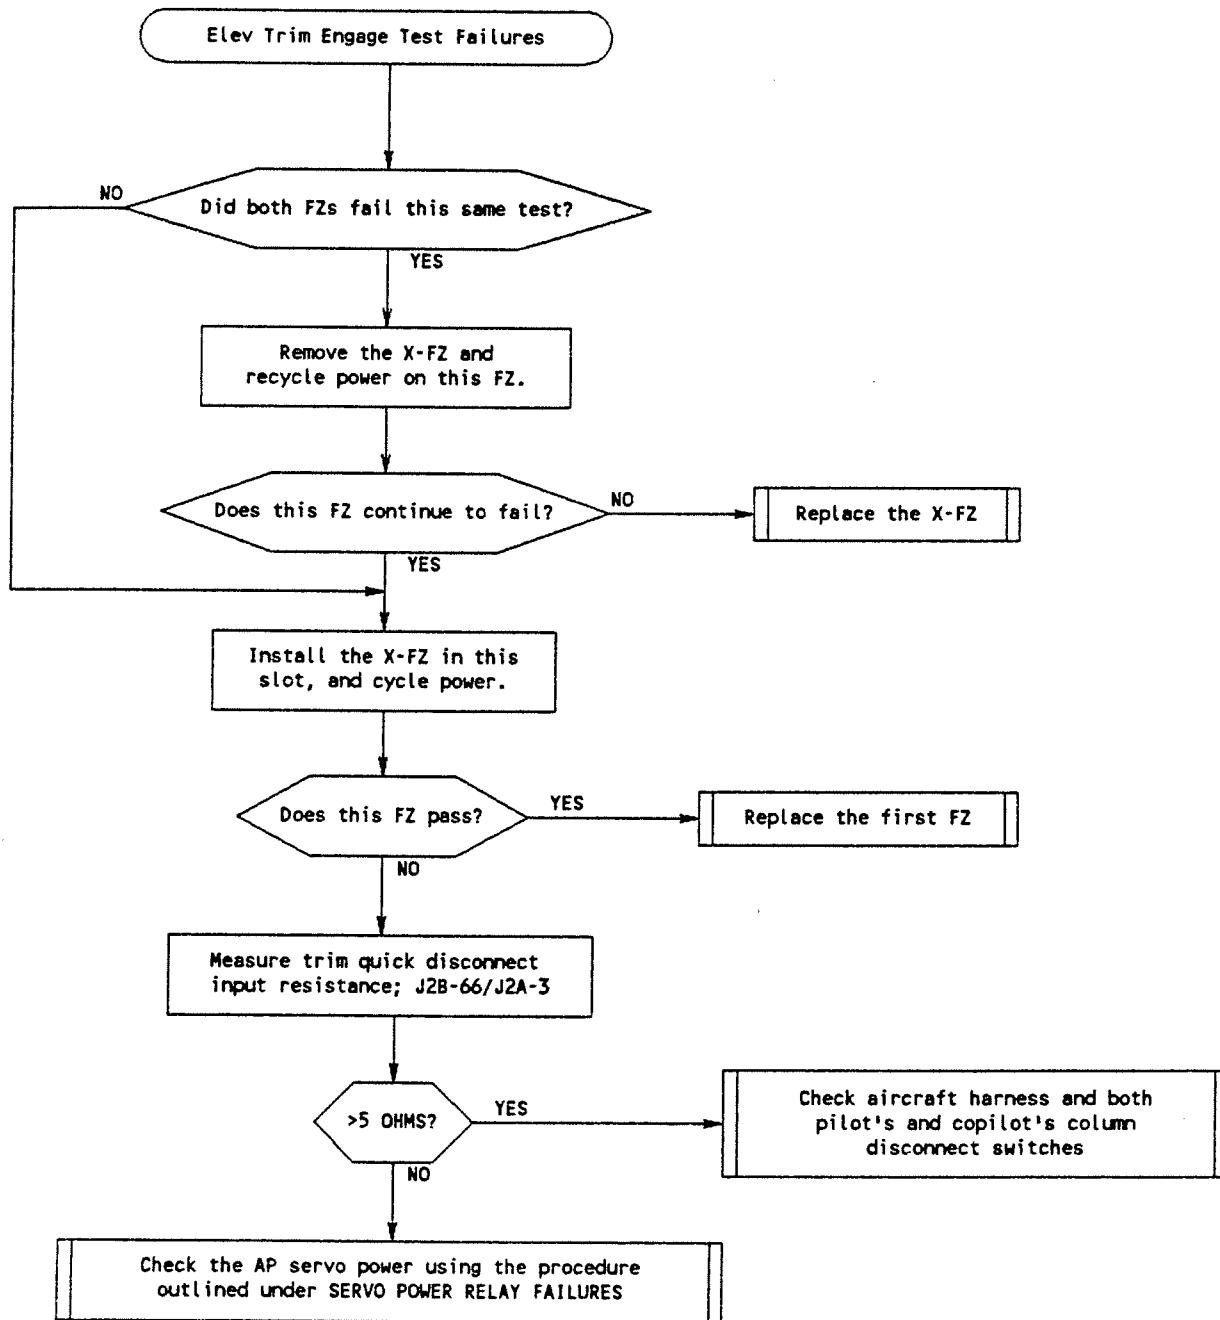 Elev Trim Engage Test Failures
NO
Did both FZs fail this same test?
YES
Remove the X-FZ and
recycle power on this FZ.
Does this FZ continue to fail?
NO
Replace the X-FZ
YES
Install the X-FZ in this
slot, and cycle power.
Does this FZ pass?
YES
Replace the first FZ
NO
Measure trim quick disconnect
input resistance; J2B-66/J2A-3
>5 OHMS?
YES
Check aircraft harness and both
pilot's and copilot's column
disconnect switches
NO
Check the AP servo power using the procedure
outlined under SERVO POWER RELAY FAILURES